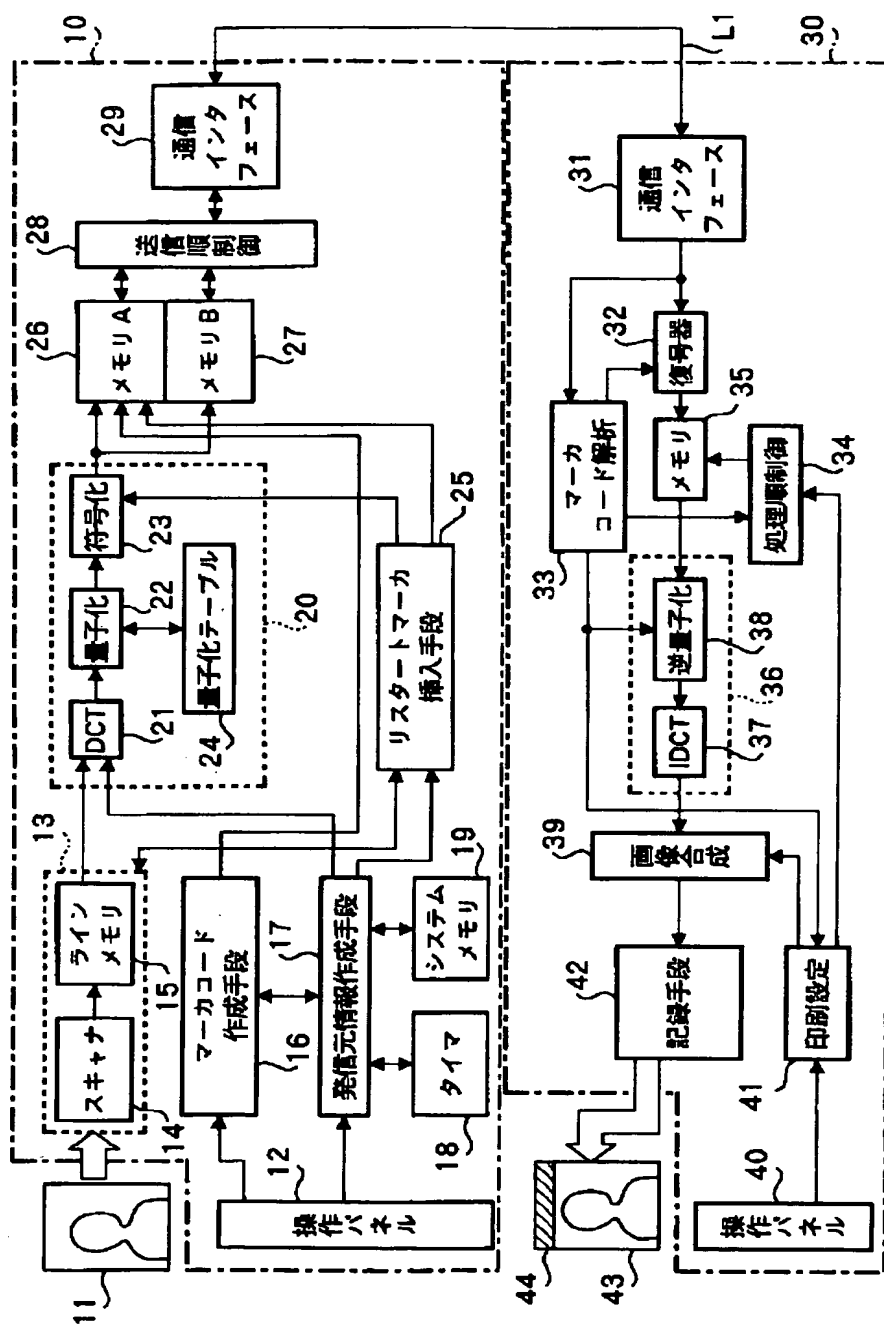 10
11
12
操作パネル
13
スキャナ
14
ライン
メモリ
15
マーカコード
作成手段
16
発信元情報作成手段
17
タイマ
18
システム
メモリ
19
20
DCT
21
量子化
22
符号化
23
量子化テーブル
24
リスタートマーカ
挿入手段
25
26
メモリA
メモリB
27
28
送信順制御
29
通信
インタ
フェース
L1
30
31
通信
インタ
フェース
32
復号器
マーカ
コード解析
33
メモリ
35
処理順制御
34
逆量子化
38
36
IDCT
37
39
画像合成
42
記録手段
印刷設定
41
40
操作パネル
44
43